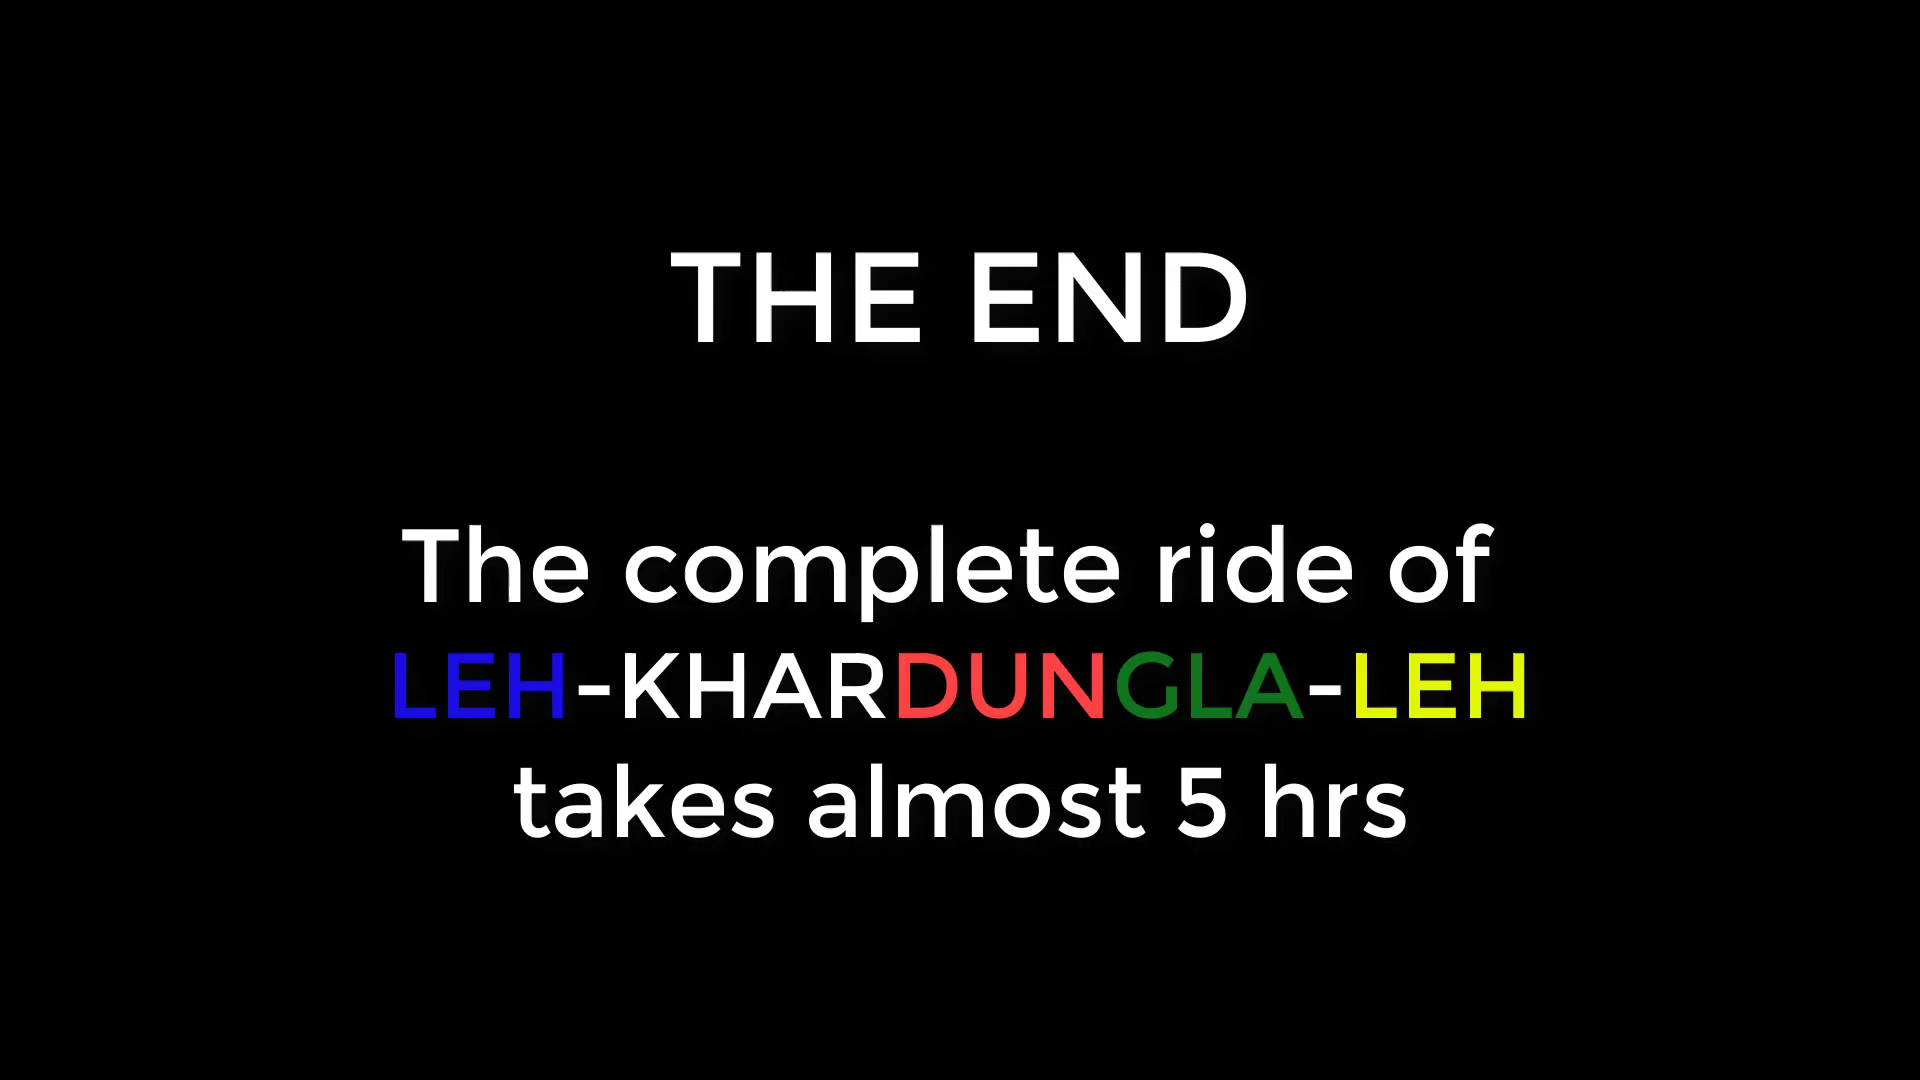 THE END
The complete ride of
LEH-KHARDUNGLA-LEH
takes almost 5 hrs